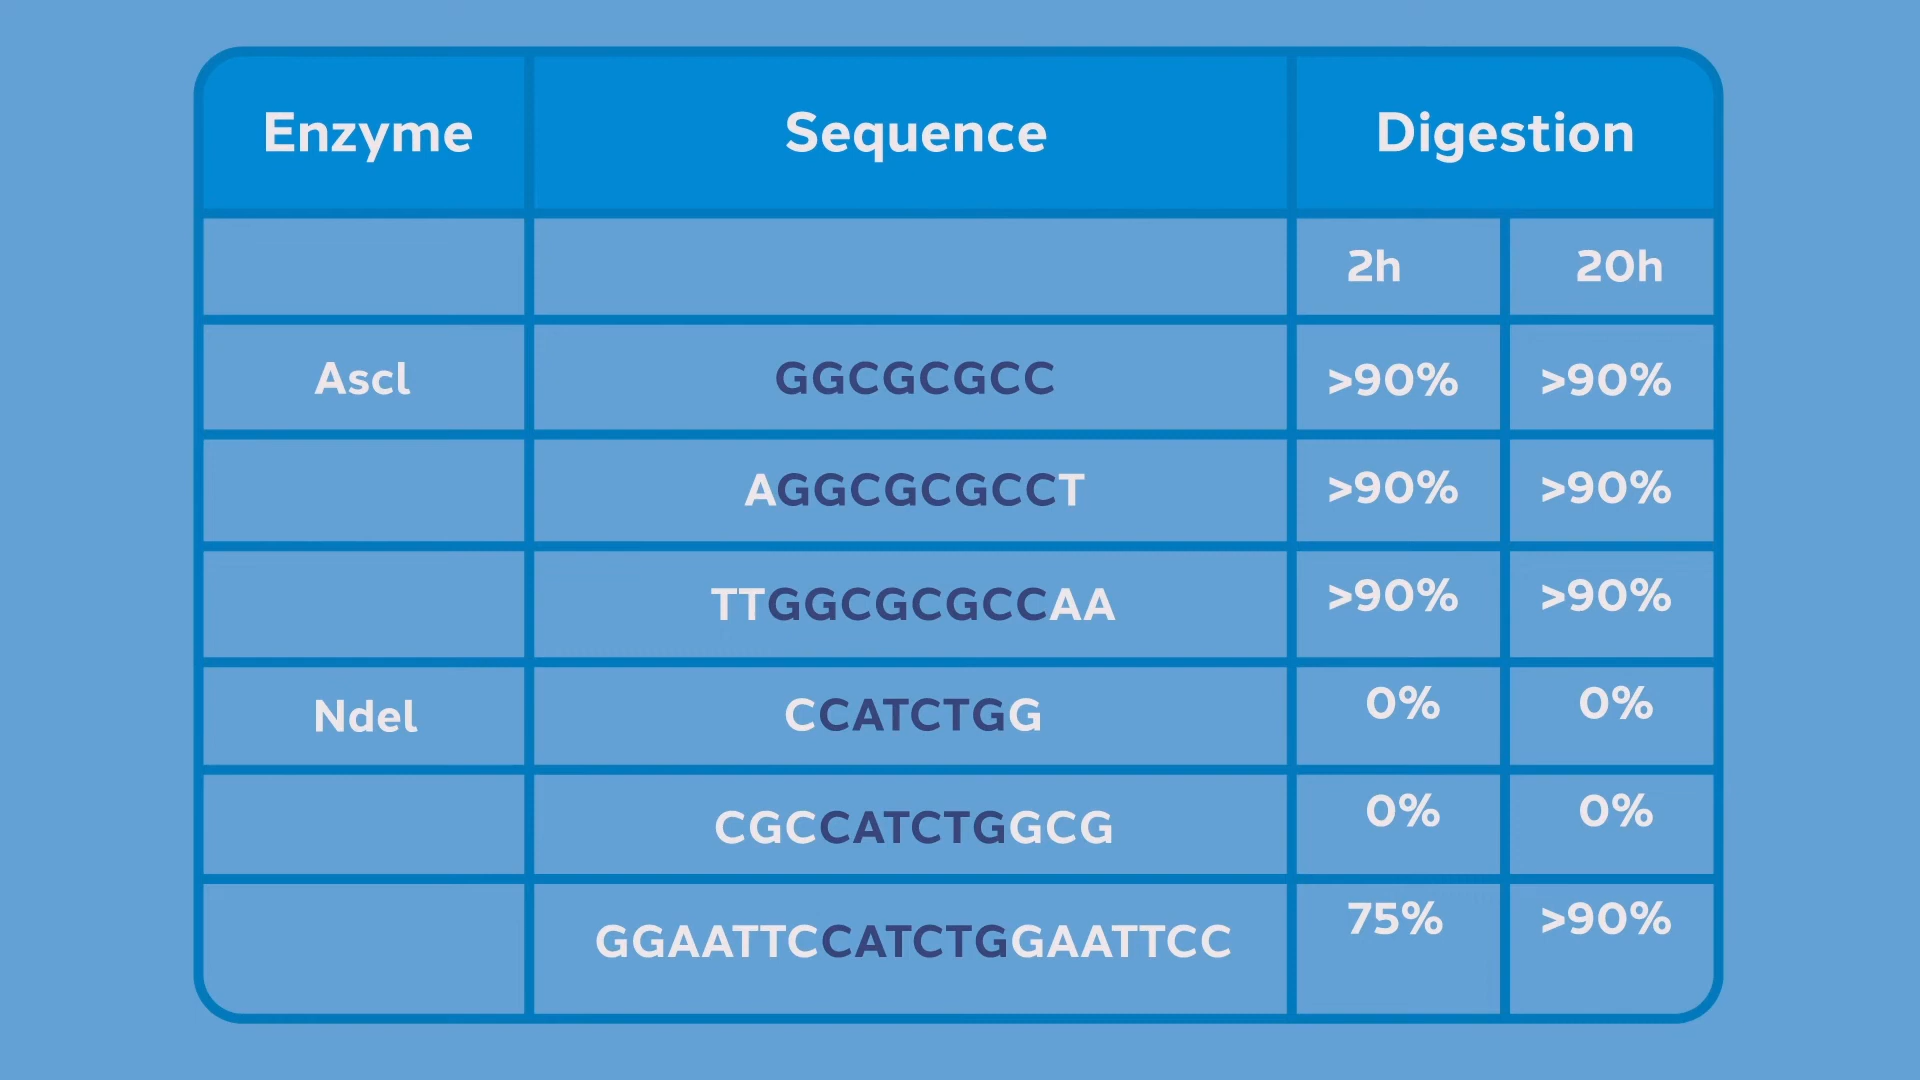 Enzyme Sequence Digestion
2h 20h
AscI GGCGCGCC >90% >90%
AGGCGCGCCT >90% >90%
TTGGCGCGCCAA >90% >90%
NdeI CCATCTGG 0% 0%
CGCCATCTGGCG 0% 0%
GGAATTCCATCTGGAATTCC 75% >90%